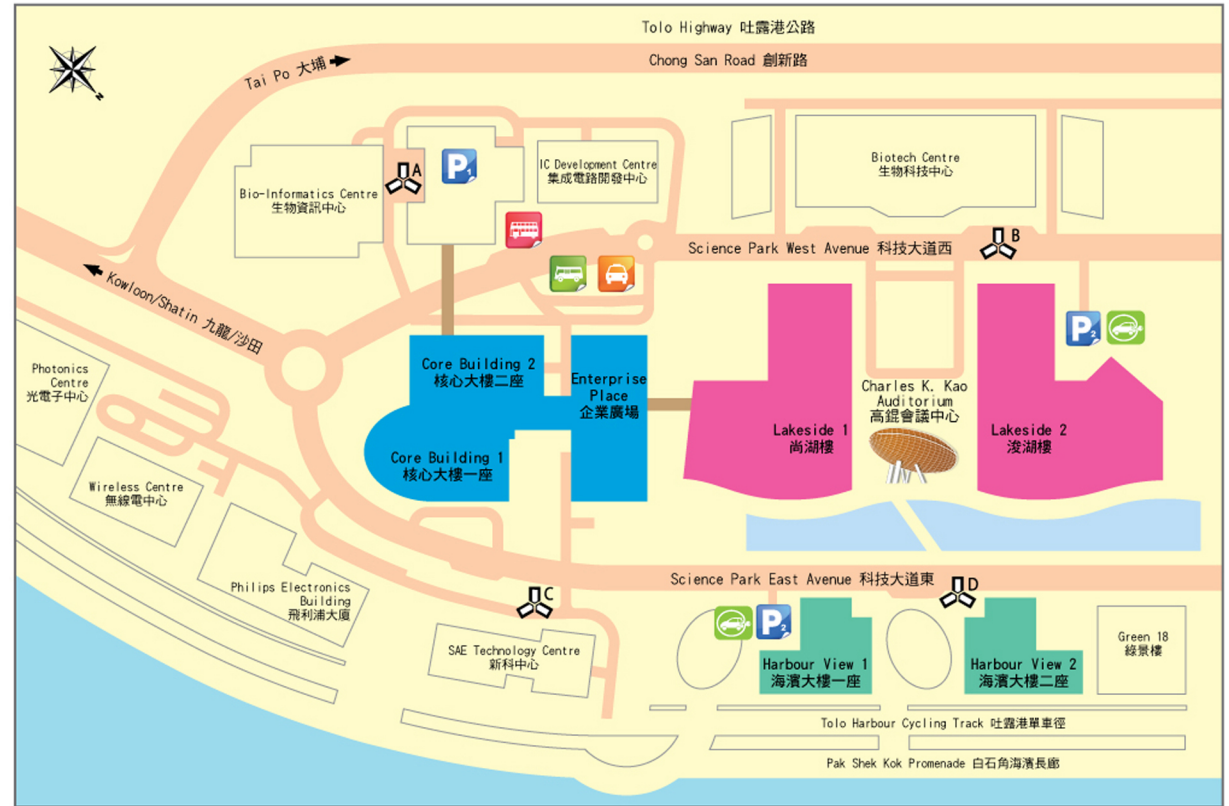 Tolo Highway 吐露港公路
Chong San Road 創新路
Tai Po 大埔
N
A
P1
IC Development Centre
集成電路開發中心
Biotech Centre
生物科技中心
Bio-Informatics Centre
生物資訊中心
Science Park West Avenue 科技大道西
B
Kowloon/Shatin 九龍/沙田
P2
Photonics
Centre
光電子中心
Core Building 2
核心大樓二座
Enterprise
Place
企業廣場
Charles K. Kao
Auditorium
高錕會議中心
Lakeside 1
尚湖樓
Lakeside 2
浚湖樓
Core Building 1
核心大樓一座
Wireless Centre
無線電中心
Philips Electronics
Building
飛利浦大廈
Science Park East Avenue 科技大道東
C
D
P2
SAE Technology Centre
新科中心
Harbour View 1
海濱大樓一座
Harbour View 2
海濱大樓二座
Green 18
綠景樓
Tolo Harbour Cycling Track 吐露港單車徑
Pak Shek Kok Promenade 白石角海濱長廊